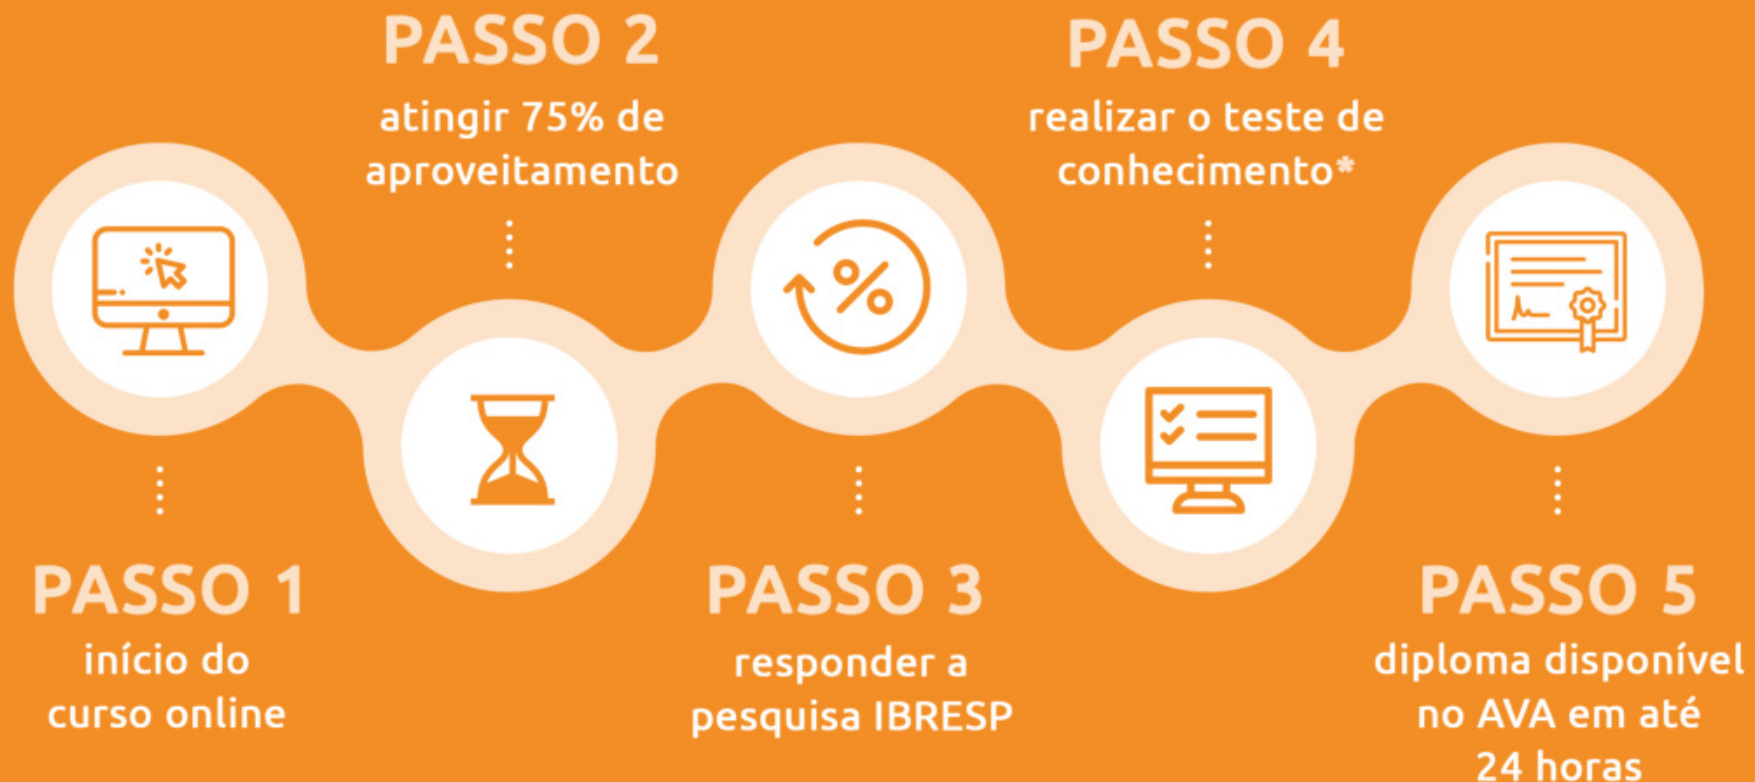 PASSO 1
início do
curso online
PASSO 2
atingir 75% de
aproveitamento
PASSO 3
responder a
pesquisa IBRESP
PASSO 4
realizar o teste de
conhecimento*
PASSO 5
diploma disponível
no AVA em até
24 horas
%